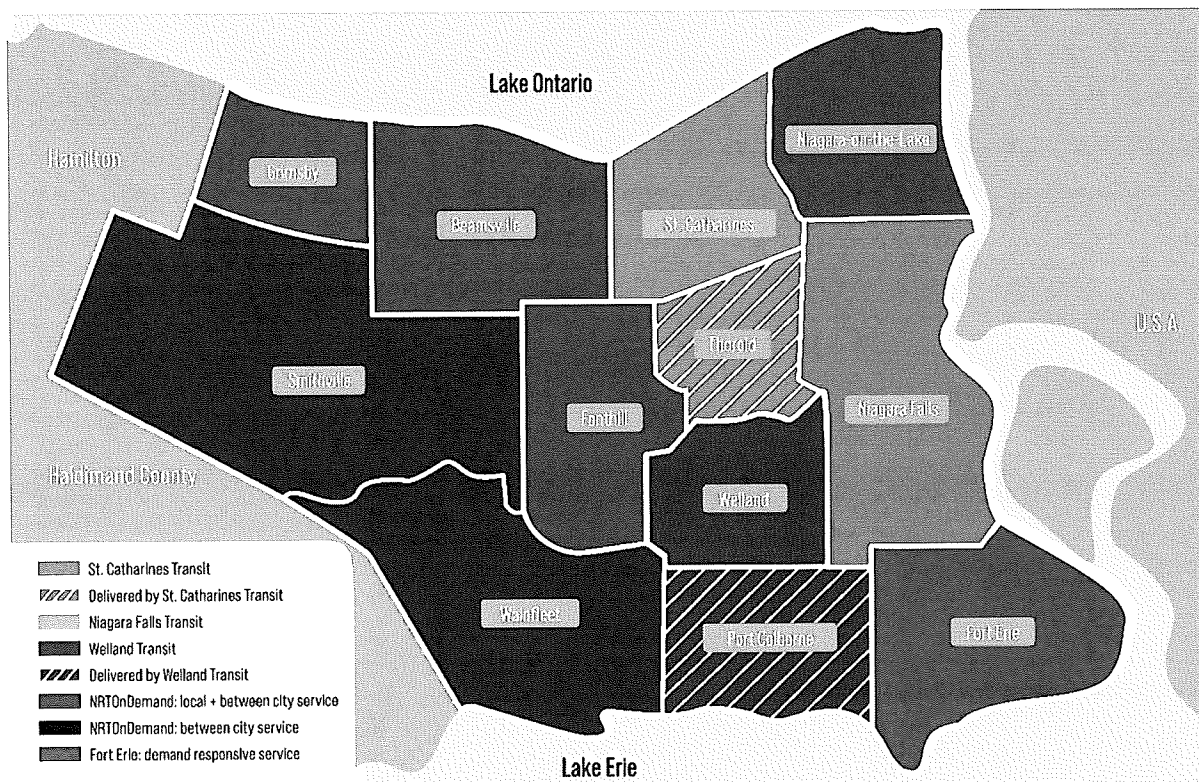 Lake Ontario
Niagara-on-the-Lake
Hamilton
Grimsby
Beamsville
St. Catharines
U.S.A
Thorold
Smithville
Niagara Falls
Fonthill
Haldimand County
Welland
St. Catharines Transit
Delivered by St. Catharines Transit
Niagara Falls Transit
Welland Transit
Delivered by Welland Transit
NRTOnDemand: local + between city service
NRTOnDemand: between city service
Fort Erie: demand responsive service
Wainfleet
Port Colborne
Fort Erie
Lake Erie